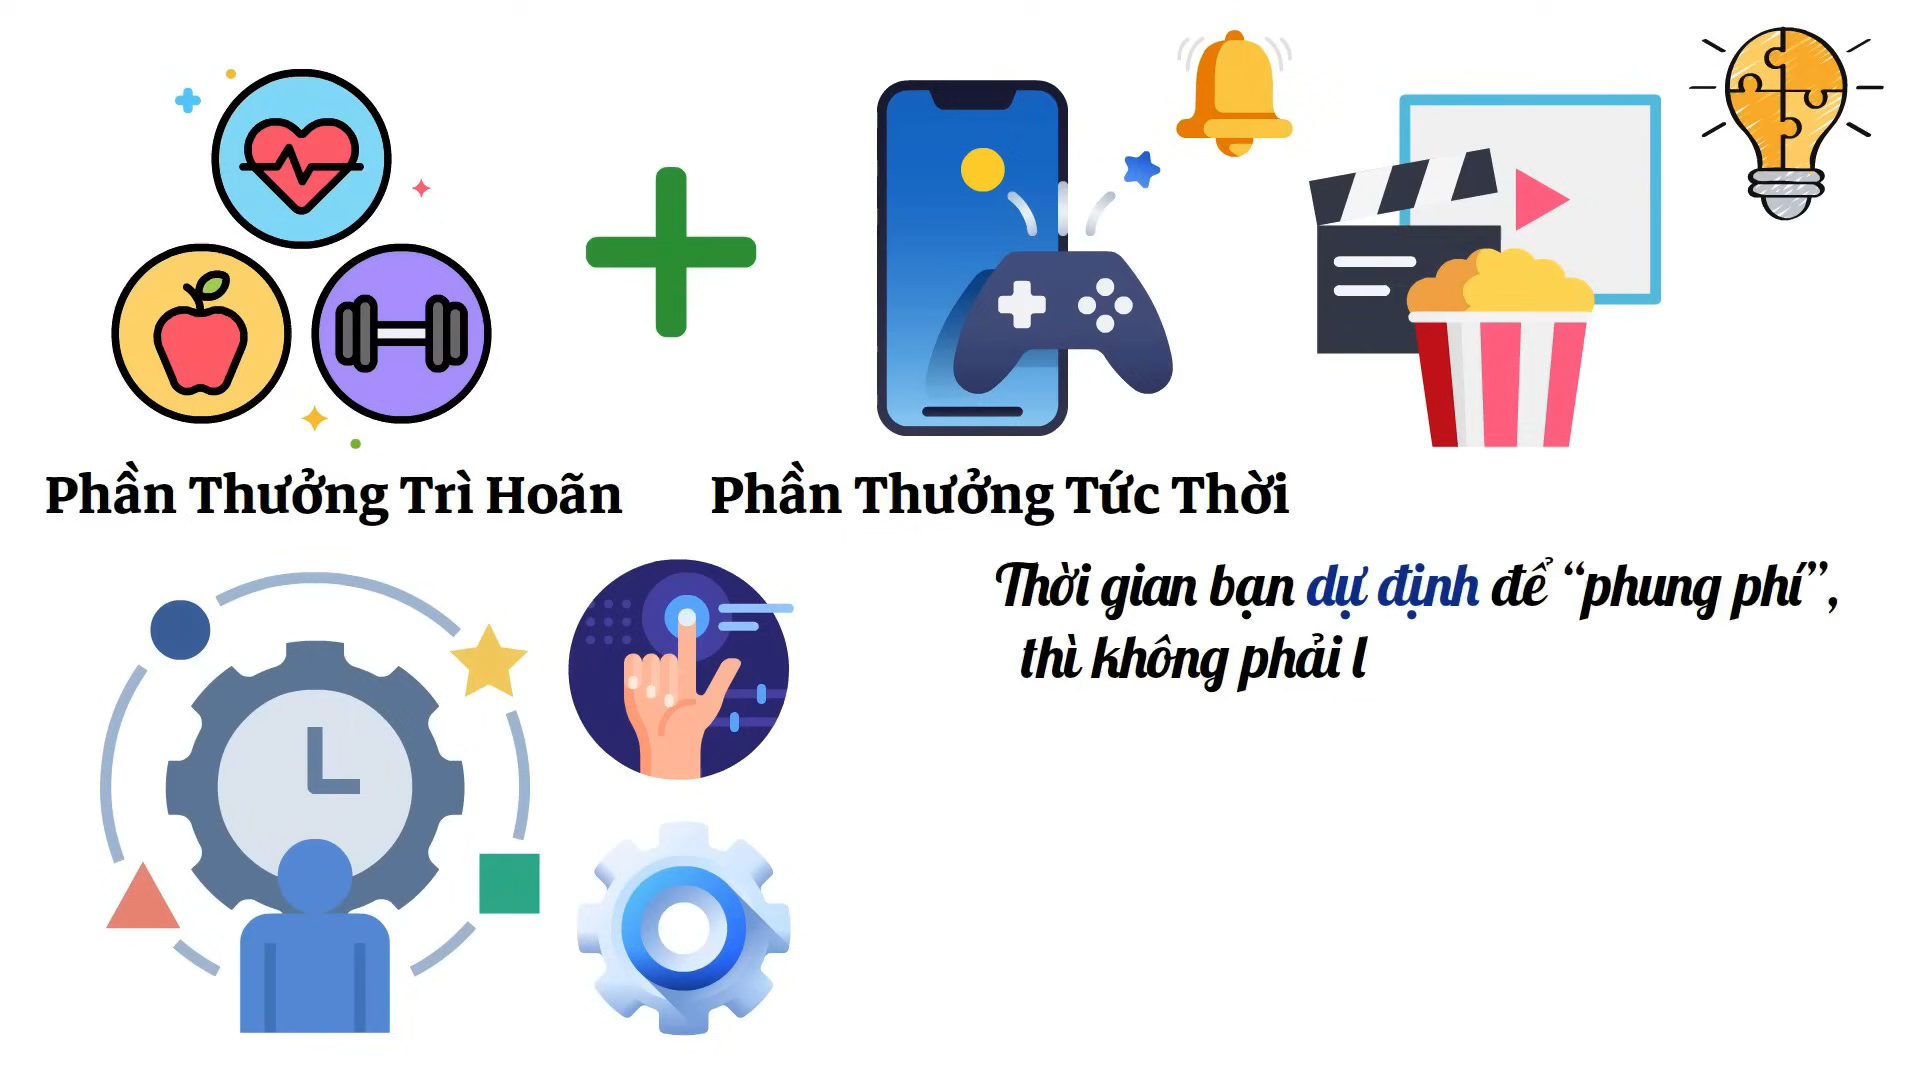 Phần Thưởng Trì Hoãn
Phần Thưởng Tức Thời
Thời gian bạn dự định để “phung phí”,
thì không phải l